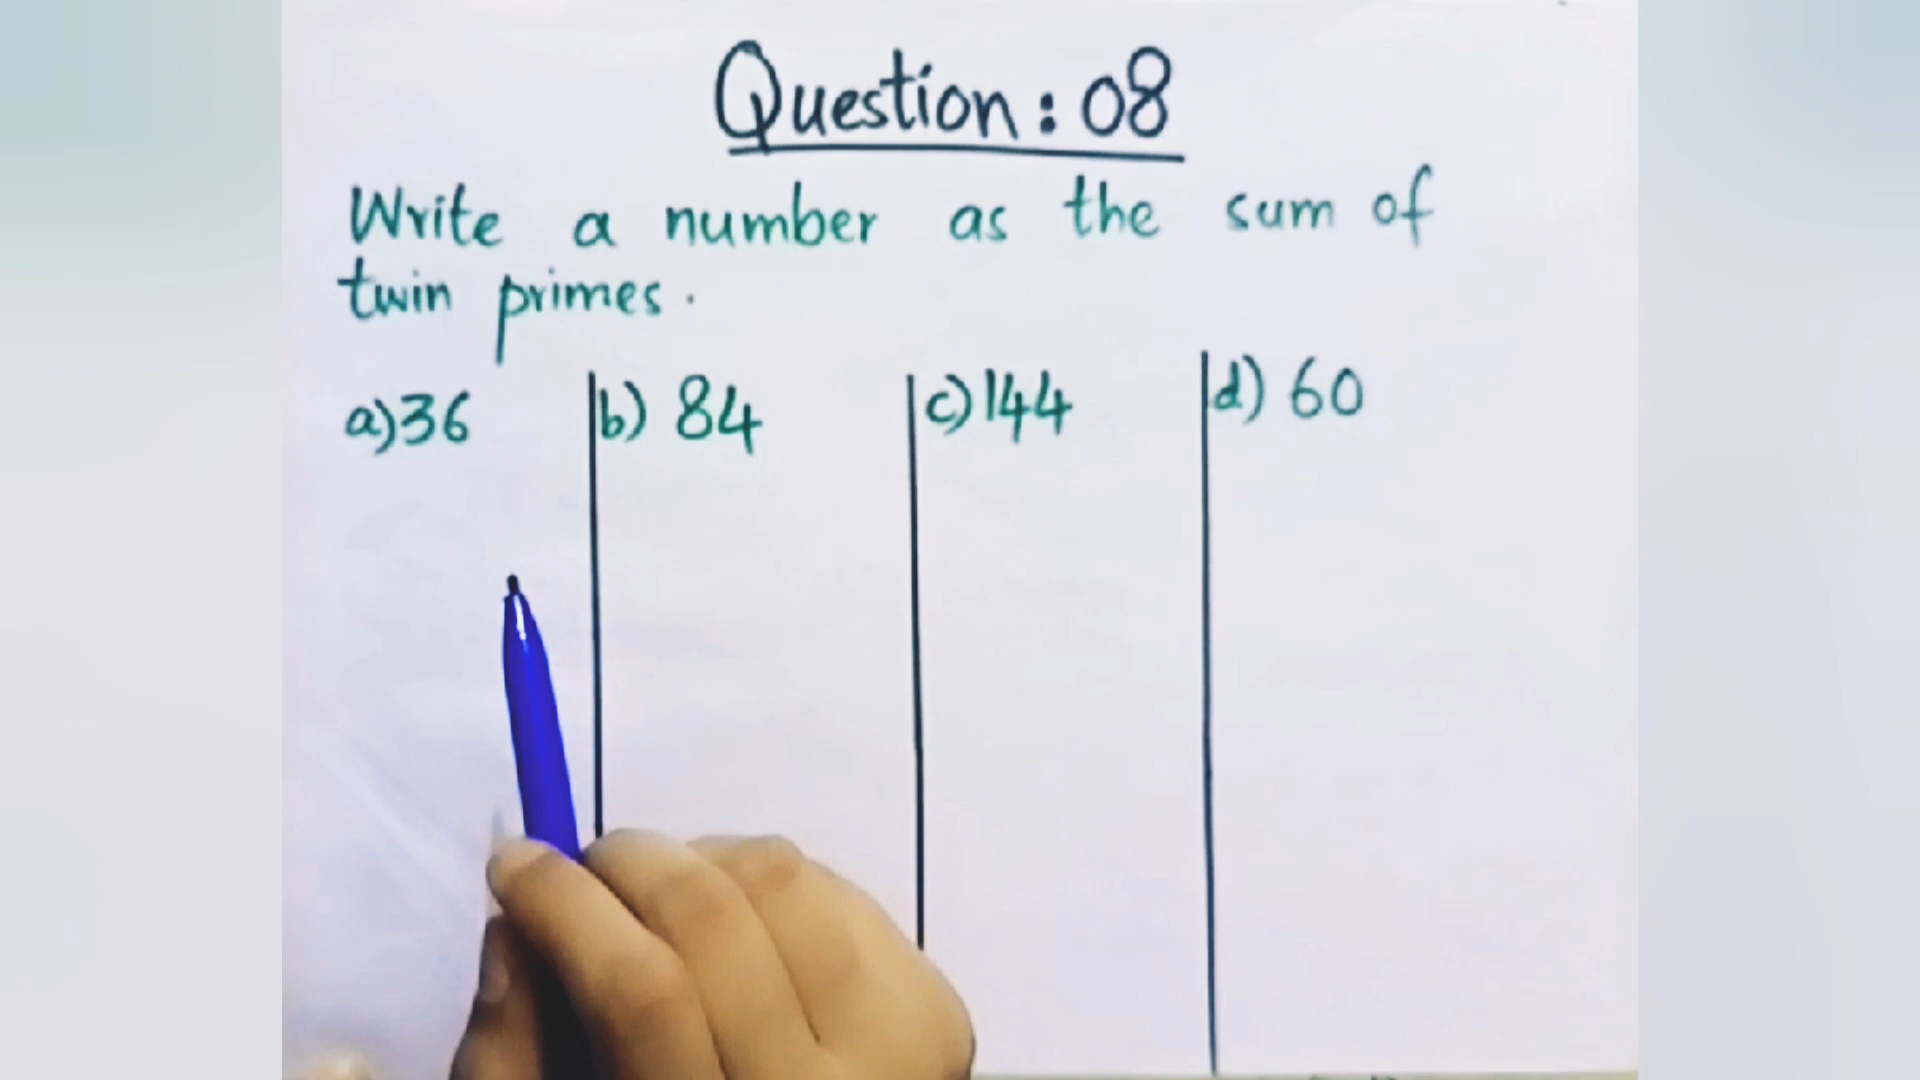 Question : 08
Write a number as the sum of
twin primes.
a) 36 b) 84 c) 144 d) 60